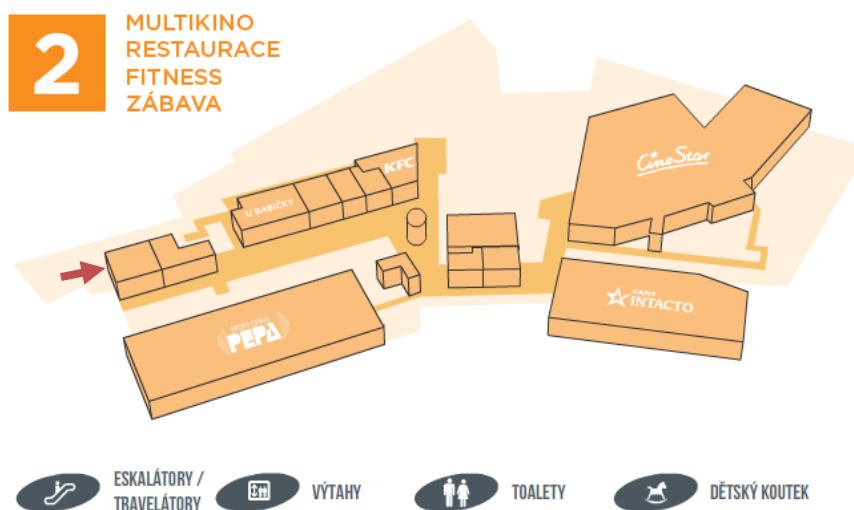 2
MULTIKINO
RESTAURACE
FITNESS
ZÁBAVA
KFC
CineStar
U BABIČKY
INTACTO
PEPA
ESKALÁTORY /
TRAVELÁTORY
VÝTAHY
TOALETY
DĚTSKÝ KOUTEK